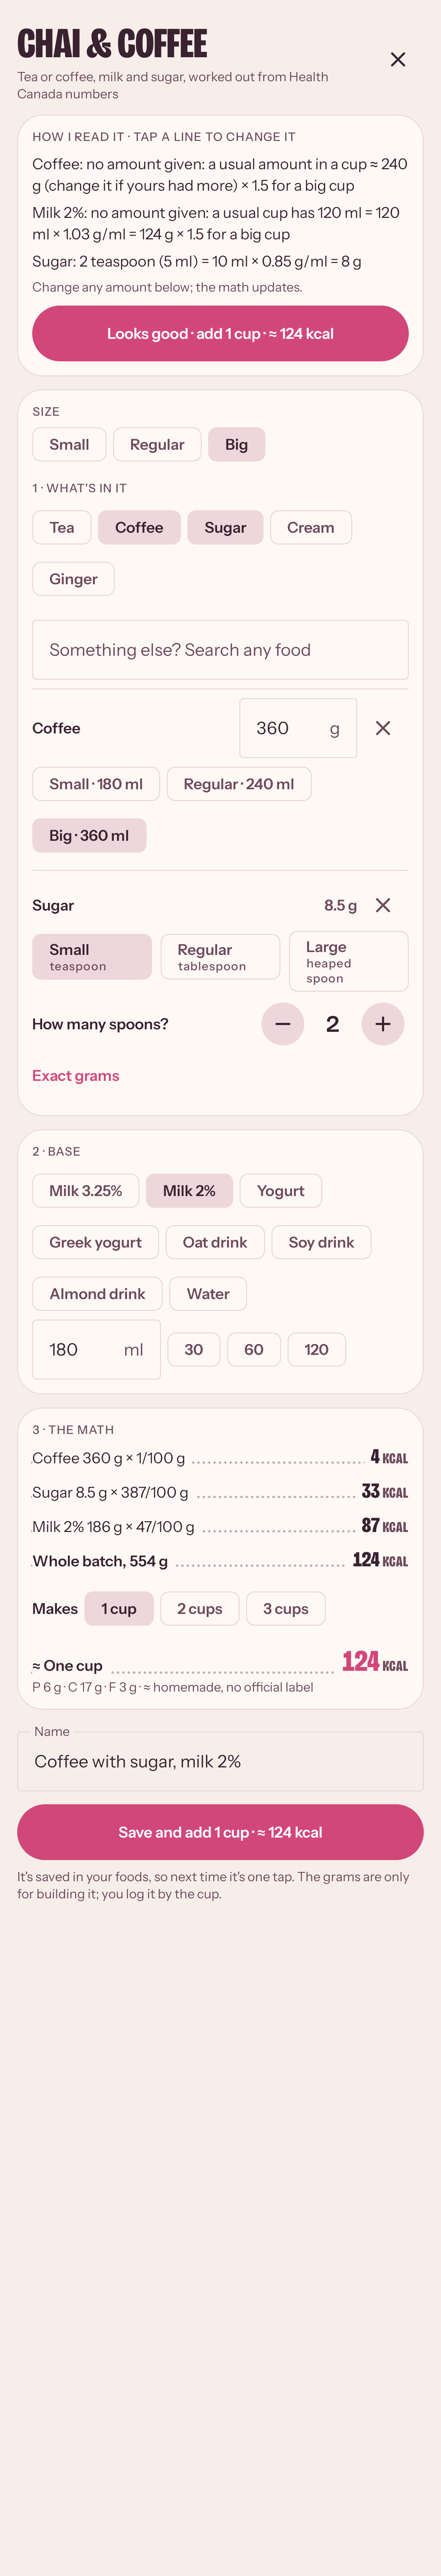 CHAI & COFFEE
Tea or coffee, milk and sugar, worked out from Health
Canada numbers
HOW I READ IT · TAP A LINE TO CHANGE IT
Coffee: no amount given: a usual amount in a cup ≈ 240
g (change it if yours had more) × 1.5 for a big cup
Milk 2%: no amount given: a usual cup has 120 ml = 120
ml × 1.03 g/ml = 124 g × 1.5 for a big cup
Sugar: 2 teaspoon (5 ml) = 10 ml × 0.85 g/ml = 8 g
Change any amount below; the math updates.
Looks good · add 1 cup · ≈ 124 kcal
SIZE
Small Regular Big
1 · WHAT'S IN IT
Tea Coffee Sugar Cream
Ginger
Something else? Search any food
Coffee 360 g
Small · 180 ml Regular · 240 ml
Big · 360 ml
Sugar 8.5 g
Small Regular Large
teaspoon tablespoon heaped
spoon
How many spoons? − 2 +
Exact grams
2 · BASE
Milk 3.25% Milk 2% Yogurt
Greek yogurt Oat drink Soy drink
Almond drink Water
180 ml 30 60 120
3 · THE MATH
Coffee 360 g × 1/100 g 4 KCAL
Sugar 8.5 g × 387/100 g 33 KCAL
Milk 2% 186 g × 47/100 g 87 KCAL
Whole batch, 554 g 124 KCAL
Makes 1 cup 2 cups 3 cups
≈ One cup 124 KCAL
P 6 g · C 17 g · F 3 g · ≈ homemade, no official label
Name
Coffee with sugar, milk 2%
Save and add 1 cup · ≈ 124 kcal
It's saved in your foods, so next time it's one tap. The grams are only
for building it; you log it by the cup.